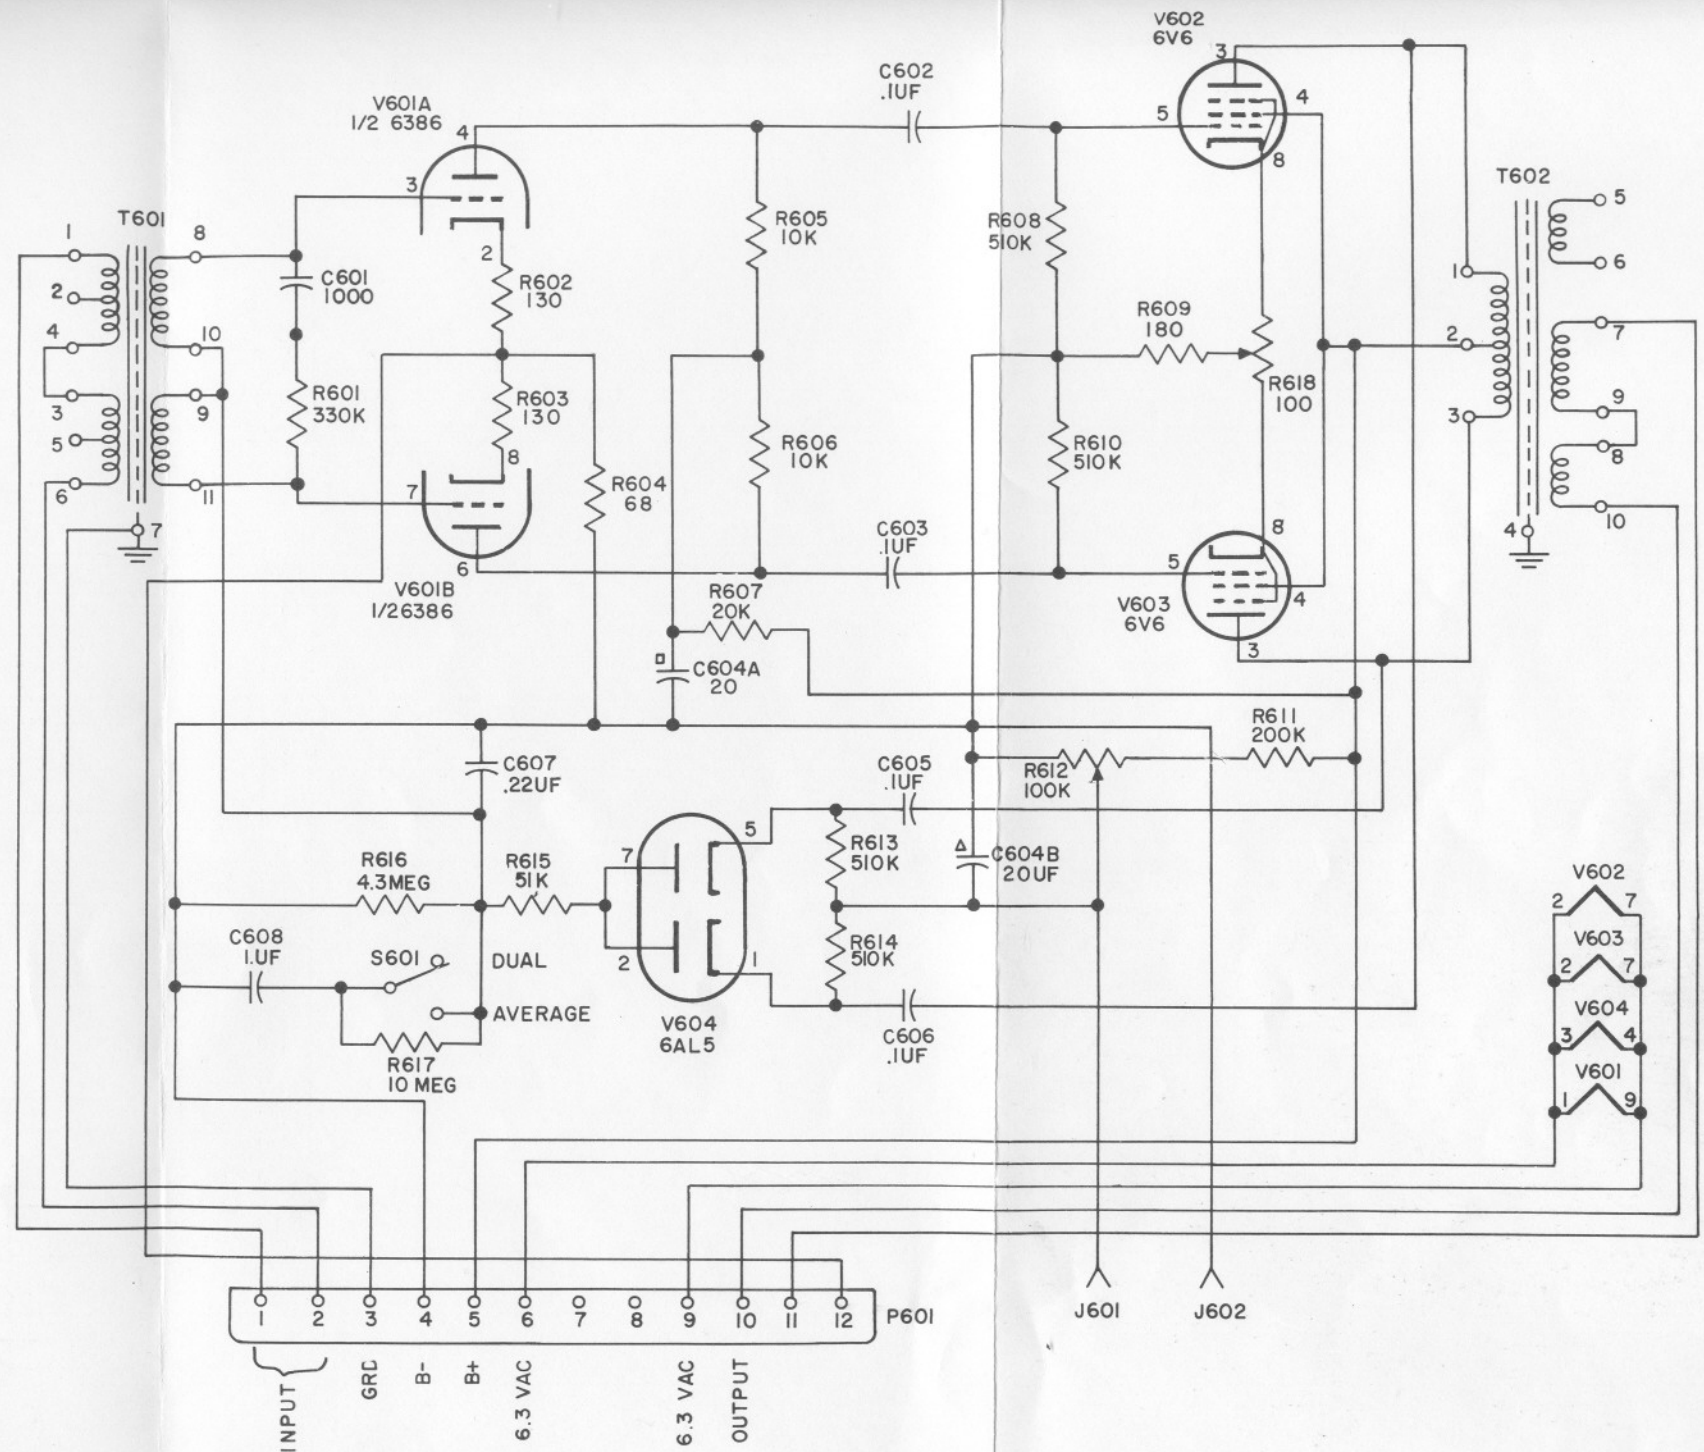 V602
6V6
3
4
5
8
C602
.1UF
V601A
1/2 6386
4
3
2
T601
1
2
4
3
5
6
7
8
10
9
11
C601
1000
R601
330K
R602
130
R603
130
8
7
6
V601B
1/26386
R604
68
R605
10K
R606
10K
R608
510K
R609
180
R618
100
R610
510K
C603
.1UF
R607
20K
C604A
20
8
5
4
3
V603
6V6
T602
1
2
3
4
5
6
7
9
8
10
R611
200K
R612
100K
C605
.1UF
C607
.22UF
R616
4.3MEG
R615
51K
7
5
2
1
V604
6AL5
R613
510K
C604B
20UF
R614
510K
C606
.1UF
C608
1.UF
S601
DUAL
AVERAGE
R617
10 MEG
V602
2 7
V603
2 7
V604
3 4
V601
1 9
J601
J602
1 2 3 4 5 6 7 8 9 10 11 12
P601
INPUT
GRD
B-
B+
6.3 VAC
6.3 VAC
OUTPUT